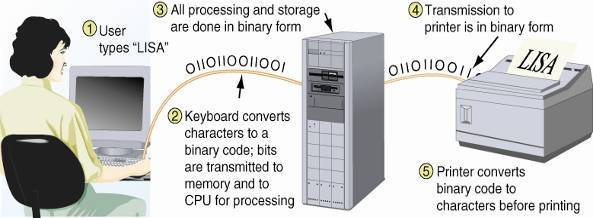 ① User
types “LISA”
③ All processing and storage
are done in binary form
④ Transmission to
printer is in binary form
011011OO11001
② Keyboard converts
characters to a
binary code; bits
are transmitted to
memory and to
CPU for processing
LISA
⑤ Printer converts
binary code to
characters before printing